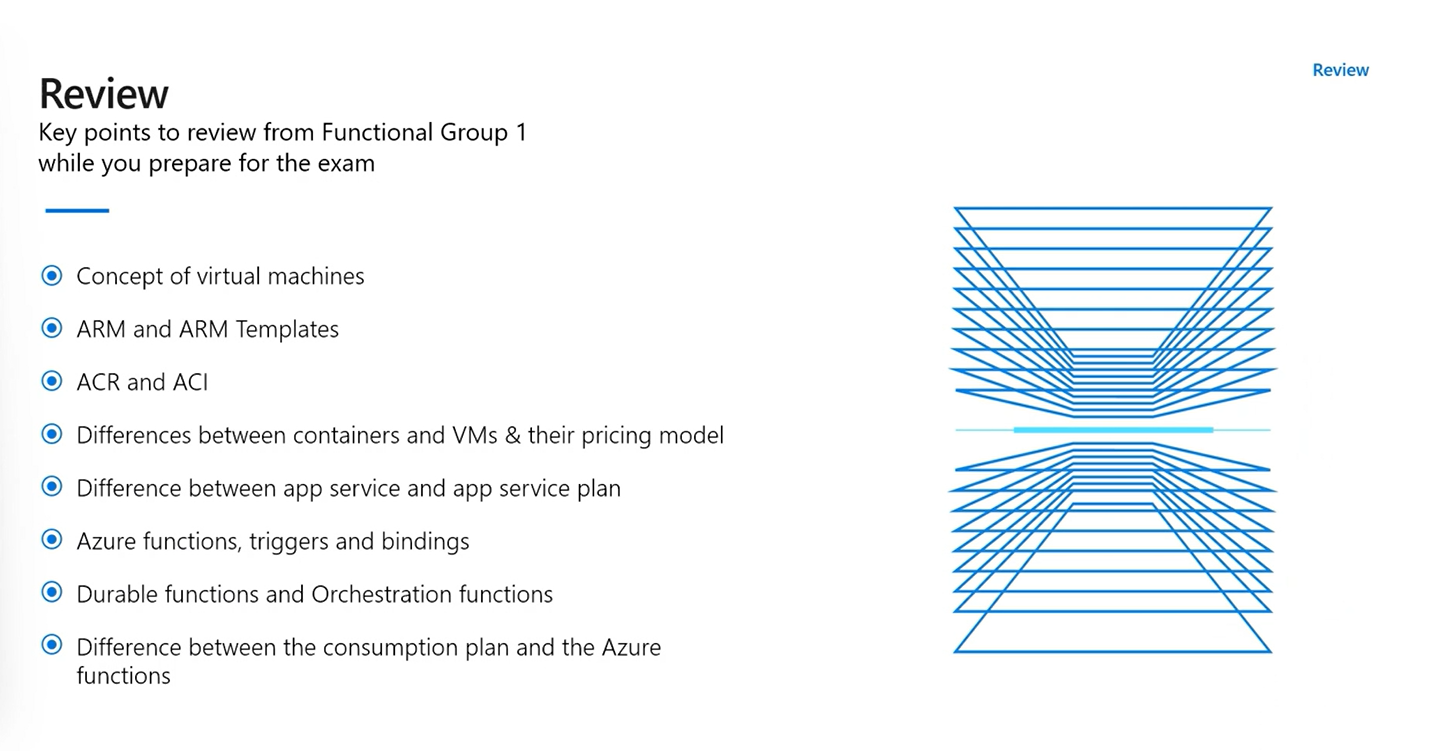 Review
Review
Key points to review from Functional Group 1
while you prepare for the exam
Concept of virtual machines
ARM and ARM Templates
ACR and ACI
Differences between containers and VMs & their pricing model
Difference between app service and app service plan
Azure functions, triggers and bindings
Durable functions and Orchestration functions
Difference between the consumption plan and the Azure
functions